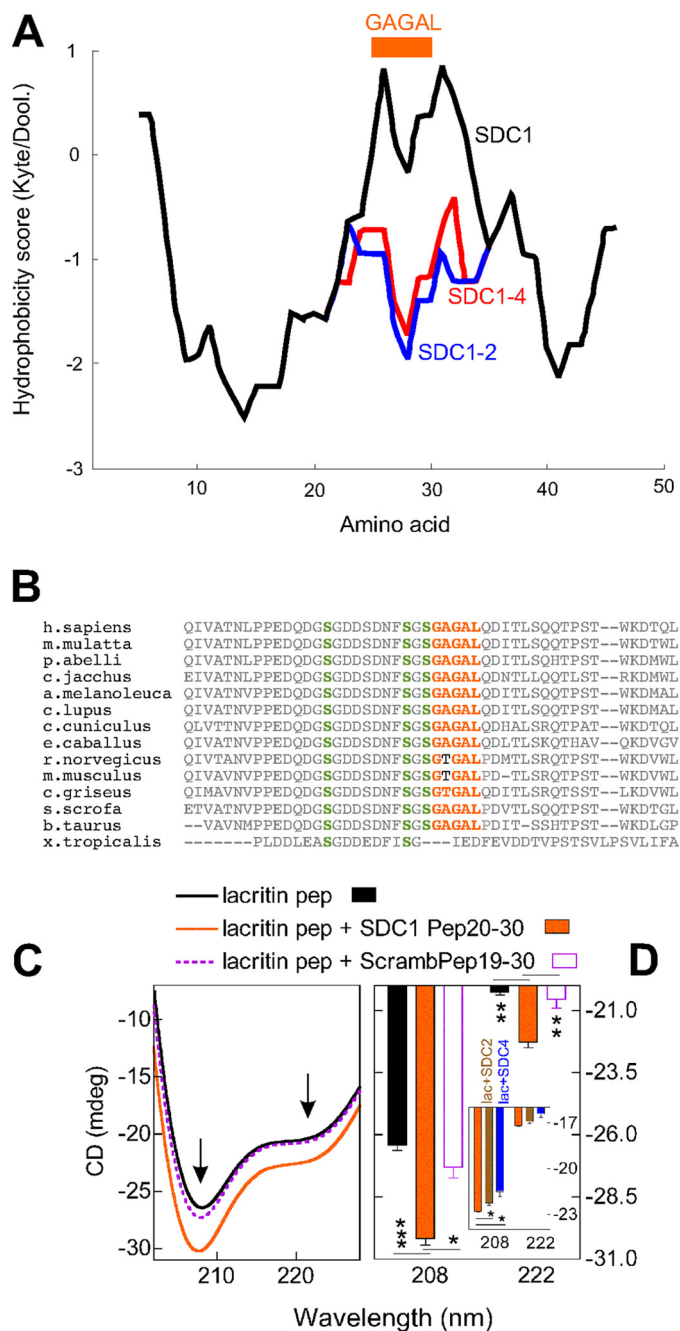 A
GAGAL
Hydrophobicity score (Kyte/Dool.)
1
0
-1
-2
-3
SDC1
SDC1-4
SDC1-2
10 20 30 40 50
Amino acid
B
h.sapiens QIVATNLPPEDQDGSGDDSDNFSGSGAGALQDITLSQQTPST--WKDTQL
m.mulatta QIVATNLPPEDQDGSGDDSDNFSGSGAGALQDITLSQQTPST--WKDTWL
p.abelli QIVATNLPPEDQDGSGDDSDNFSGSGAGALQDITLSQHTPST--WKDMWL
c.jacchus EIVATNLPPEDQDGSGDDSDNFSGSGAGALQDNTLLQQTLST--RKDMWL
a.melanoleuca QIVATNVPPEDQDGSGDDSDNFSGSGAGALQDITLSQQTPST--WKDMAL
c.lupus QIVATNVPPEDQDGSGDDSDNFSGSGAGALQDITLSQQTPST--WKDMAL
c.cuniculus QLVTTNVPPEDQDGSGDDSDNFSGSGAGALQDHALSRQTPAT--WKDTQL
e.caballus QIVATNVPPEDQDGSGDDSDNFSGSGAGALQDLTLSKQTHAV--QKDVGV
r.norvegicus QIVTANVPPEDQDGSGDDSDNFSGSGTGALPDMTLSRQTPST--WKDVWL
m.musculus QIVAVNVPPEDQDGSGDDSDNFSGSGTGALPD-TLSRQTPST--WKDVWL
c.griseus QIMAVNVPPEDQDGSGDDSDNFSGSGTGALPDITLSRQTSST--LKDVWL
s.scrofa ETVATNVPPEDQDGSGDDSDNFSGSGAGALPDVTLSQQTPST--WKDTGL
b.taurus --VAVNMPPEDQDGSGDDSDNFSGSGAGALPDIT-SSHTPST--WKDLGP
x.tropicalis -------PLDDLEASGDDEDFISG---IEDFEVDDTVPSTSVLPSVLIFA
lacritin pep
lacritin pep + SDC1 Pep20-30
lacritin pep + ScrambPep19-30
C
CD (mdeg)
-10
-15
-20
-25
-30
210 220
D
**
**
***
*
lac+SDC2
lac+SDC4
-17
-20
-23
*
*
208 222
-21.0
-23.5
-26.0
-28.5
-31.0
208 222
Wavelength (nm)